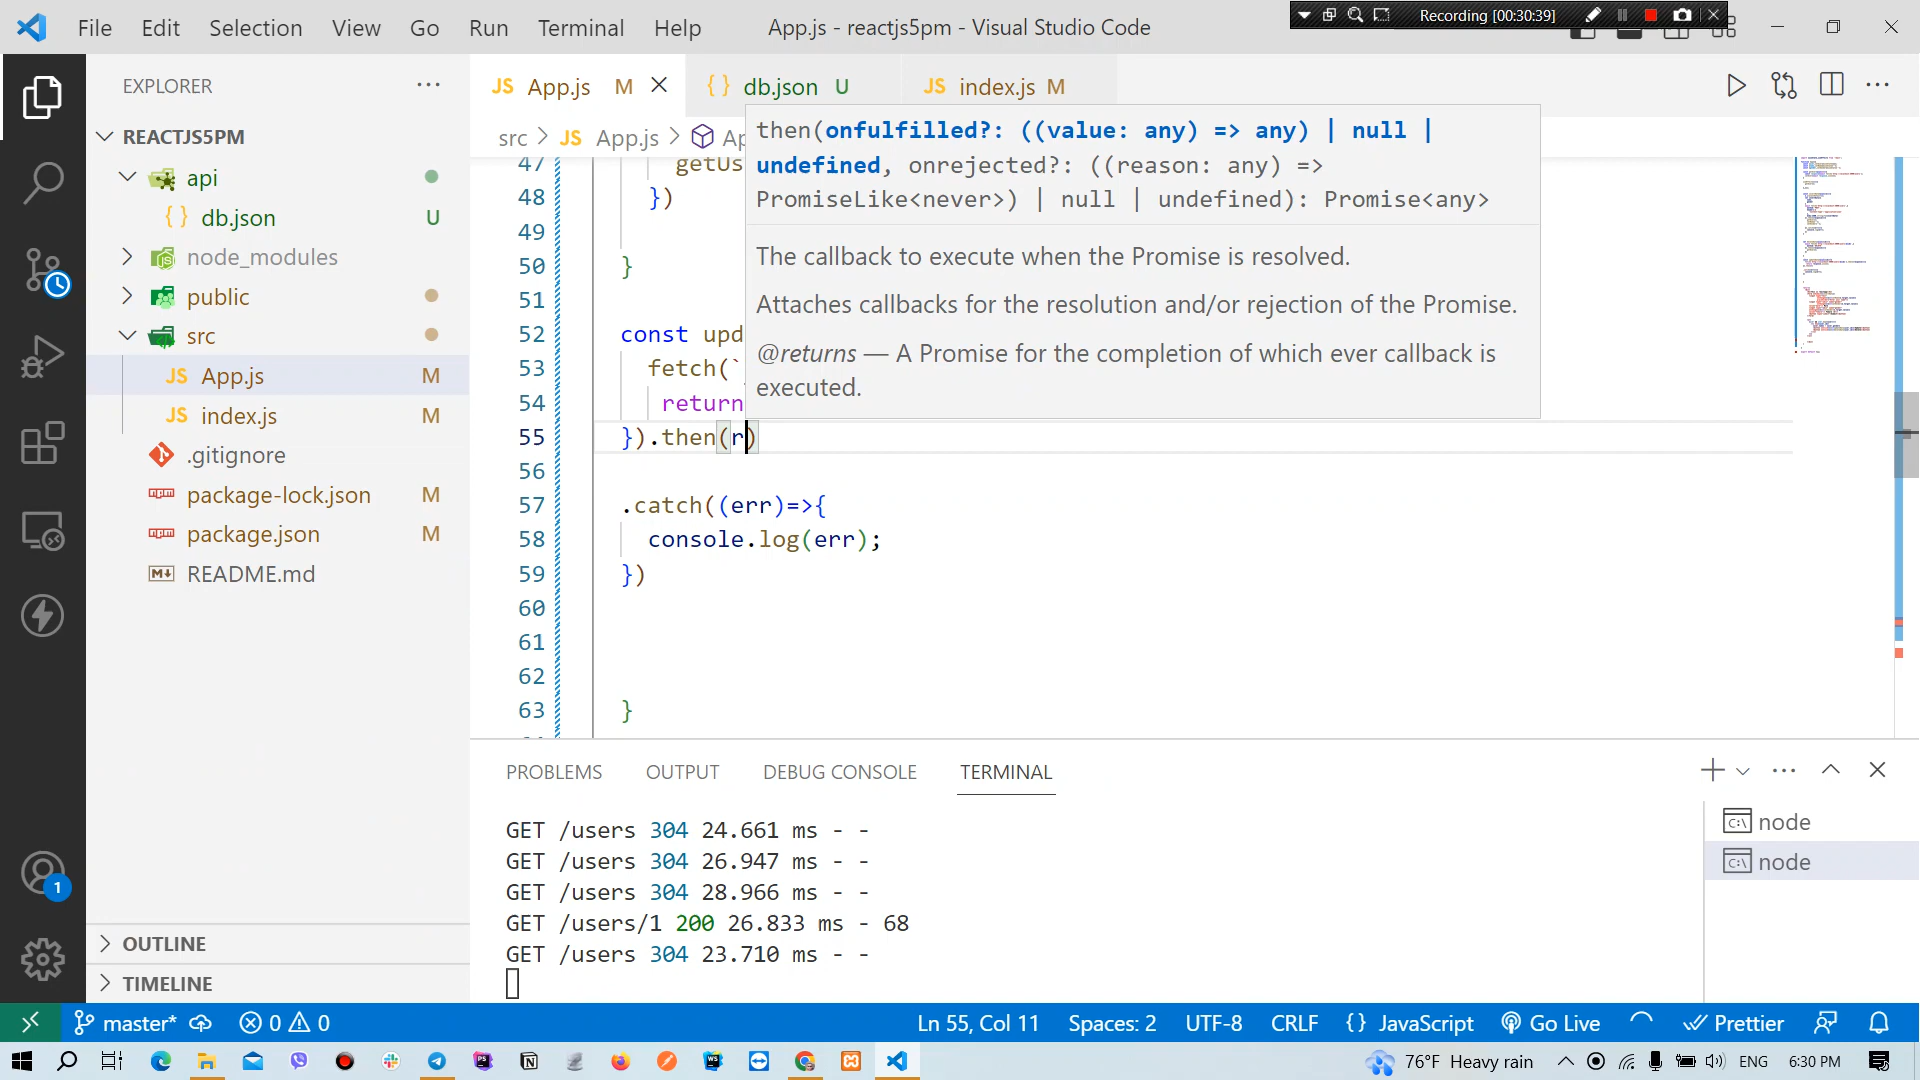 File Edit Selection View Go Run Terminal Help
App.js - reactjs5pm - Visual Studio Code
Recording [00:30:39]
EXPLORER
JS App.js M
{ } db.json U
JS index.js M
REACTJS5PM
api
{ } db.json U
node_modules
public
src
JS App.js M
JS index.js M
.gitignore
package-lock.json M
package.json M
README.md
OUTLINE
TIMELINE
src > JS App.js > Ap
then(onfulfilled?: ((value: any) => any) | null |
undefined, onrejected?: ((reason: any) =>
PromiseLike<never>) | null | undefined): Promise<any>
The callback to execute when the Promise is resolved.
Attaches callbacks for the resolution and/or rejection of the Promise.
@returns — A Promise for the completion of which ever callback is
executed.
47 getUs
48 })
49
50 }
51
52 const upd
53 fetch(`
54 return
55 }).then(r)
56
57 .catch((err)=>{
58 console.log(err);
59 })
60
61
62
63 }
PROBLEMS OUTPUT DEBUG CONSOLE TERMINAL
GET /users 304 24.661 ms - -
GET /users 304 26.947 ms - -
GET /users 304 28.966 ms - -
GET /users/1 200 26.833 ms - 68
GET /users 304 23.710 ms - -
node
node
1
master* 0 0
Ln 55, Col 11 Spaces: 2 UTF-8 CRLF { } JavaScript Go Live Prettier
76°F Heavy rain ENG 6:30 PM